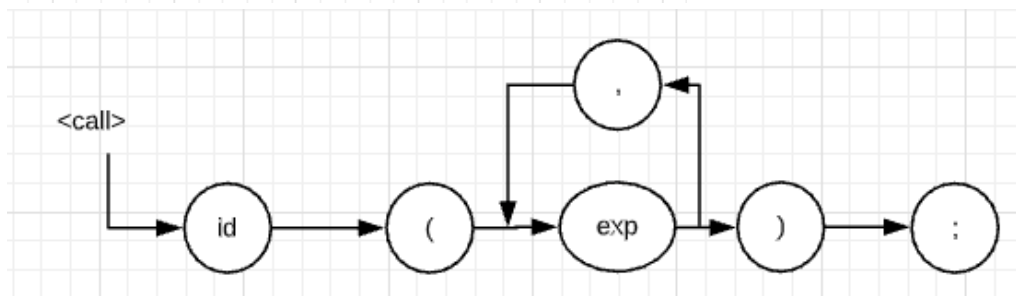 ,
<call>
id
(
exp
)
;